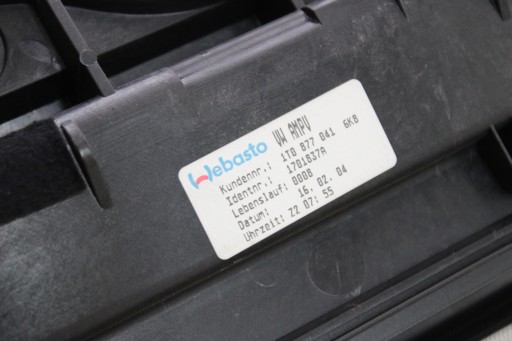 Webasto VW AMPV
Kundennr.: 1T0 877 041 6K8
Identnr.: 1781837A
Lebenslauf: 0008
Datum: 16. 02. 04
Uhrzeit: 22 07: 55